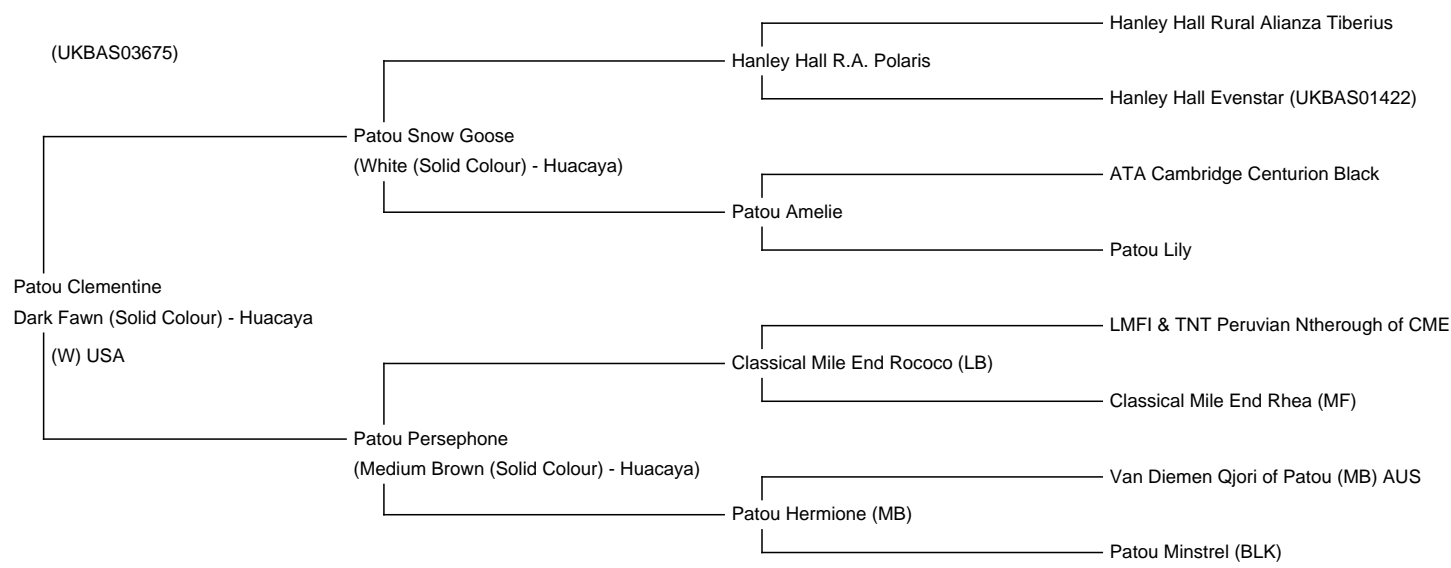 Hanley Hall Rural Alianza Tiberius
(UKBAS03675)
Hanley Hall R.A. Polaris
Hanley Hall Evenstar (UKBAS01422)
Patou Snow Goose
(White (Solid Colour) - Huacaya)
ATA Cambridge Centurion Black
Patou Amelie
Patou Lily
Patou Clementine
Dark Fawn (Solid Colour) - Huacaya
(W) USA
LMFI & TNT Peruvian Ntherough of CME
Classical Mile End Rococo (LB)
Classical Mile End Rhea (MF)
Patou Persephone
(Medium Brown (Solid Colour) - Huacaya)
Van Diemen Qjori of Patou (MB) AUS
Patou Hermione (MB)
Patou Minstrel (BLK)